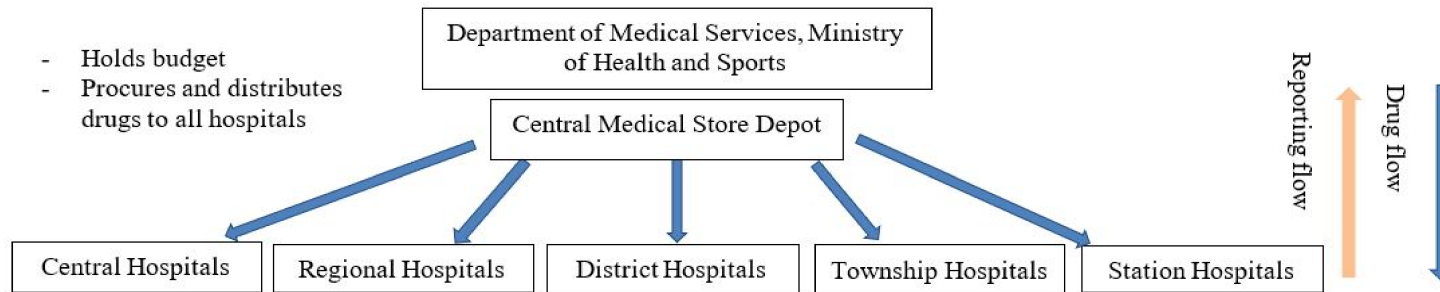 Department of Medical Services, Ministry
of Health and Sports
- Holds budget
- Procures and distributes
drugs to all hospitals
Central Medical Store Depot
Reporting flow
Drug flow
Central Hospitals
Regional Hospitals
District Hospitals
Township Hospitals
Station Hospitals